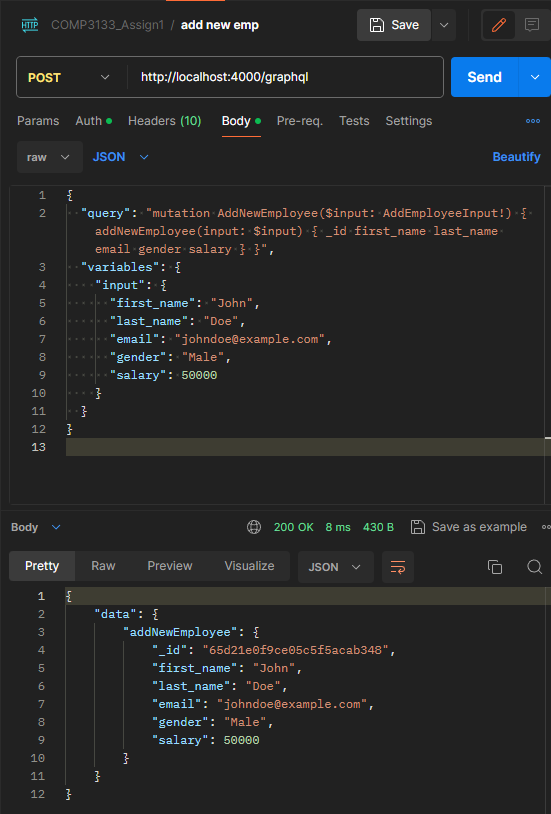 HTTP COMP3133_Assign1 / add new emp Save
POST http://localhost:4000/graphql Send
Params Auth Headers (10) Body Pre-req. Tests Settings
raw JSON Beautify
1 {
2 "query": "mutation AddNewEmployee($input: AddEmployeeInput!) {
addNewEmployee(input: $input) { _id first_name last_name
email gender salary } }",
3 "variables": {
4 "input": {
5 "first_name": "John",
6 "last_name": "Doe",
7 "email": "johndoe@example.com",
8 "gender": "Male",
9 "salary": 50000
10 }
11 }
12 }
13
Body 200 OK 8 ms 430 B Save as example
Pretty Raw Preview Visualize JSON
1 {
2 "data": {
3 "addNewEmployee": {
4 "_id": "65d21e0f9ce05c5f5acab348",
5 "first_name": "John",
6 "last_name": "Doe",
7 "email": "johndoe@example.com",
8 "gender": "Male",
9 "salary": 50000
10 }
11 }
12 }